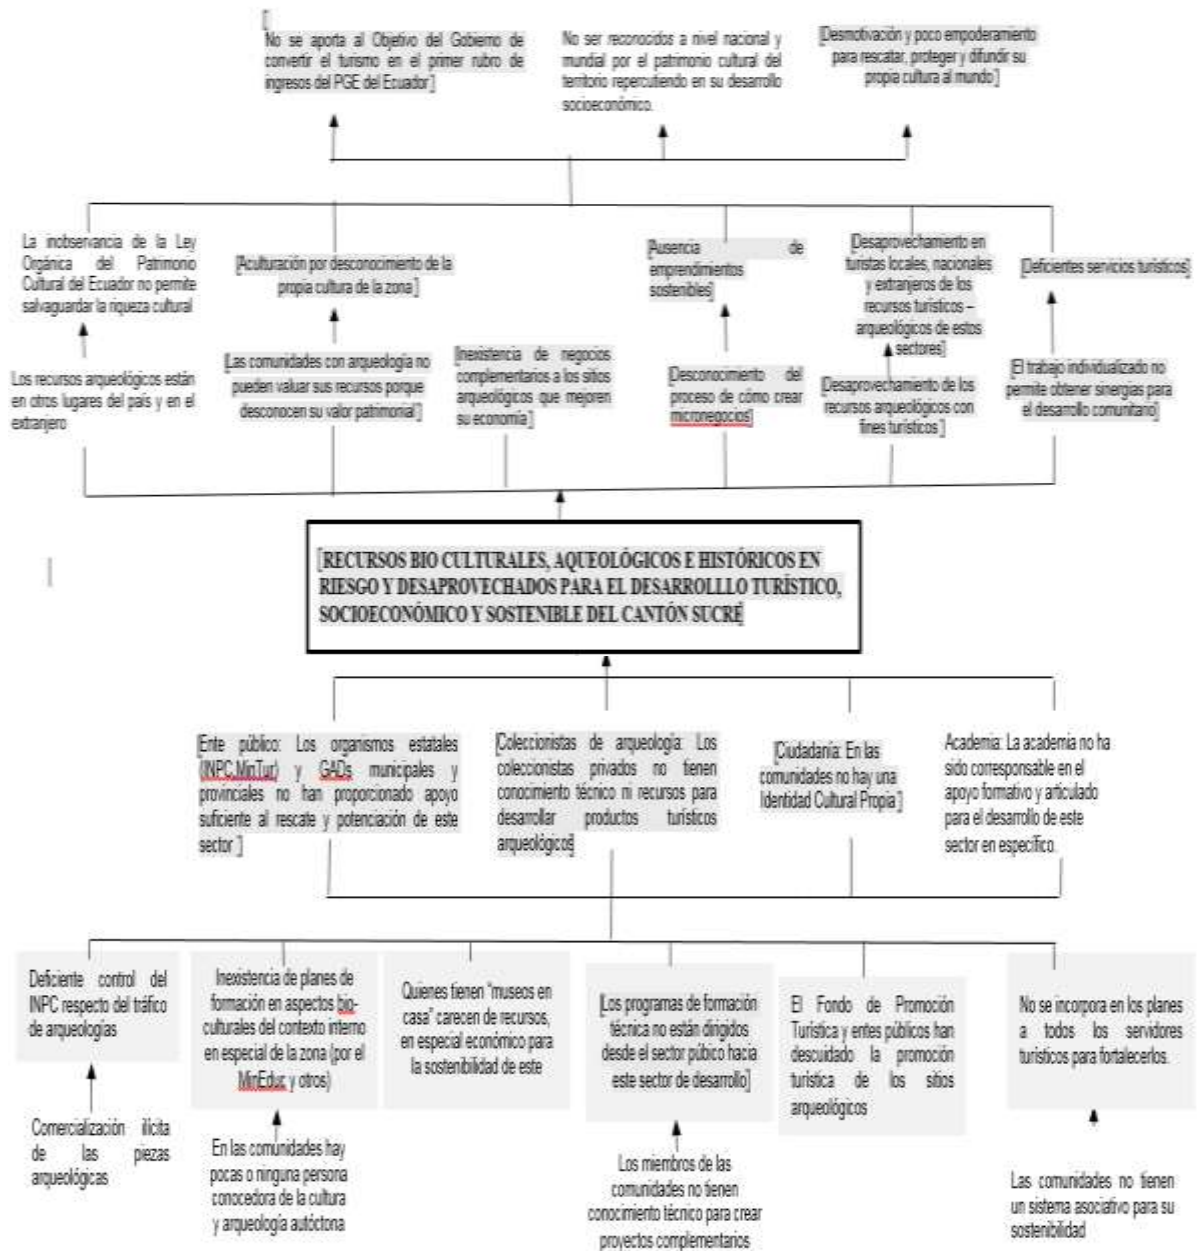 [
No se aporta al Objetivo del Gobierno de
convertir el turismo en el primer rubro de
ingresos del PGE del Ecuador]
No ser reconocidos a nivel nacional y
mundial por el patrimonio cultural del
territorio repercutiendo en su desarrollo
socioeconómico.
[Desmotivación y poco empoderamiento
para rescatar, proteger y difundir su
propia cultura al mundo]
La inobservancia de la Ley
Orgánica del Patrimonio
Cultural del Ecuador no permite
salvaguardar la riqueza cultural
[Aculturación por desconocimiento de la
propia cultura de la zona]
[Ausencia de
emprendimientos
sostenibles]
[Desaprovechamiento en
turistas locales, nacionales
y extranjeros de los
recursos turísticos –
arqueológicos de estos
sectores]
[Deficientes servicios turísticos]
Los recursos arqueológicos están
en otros lugares del país y en el
extranjero
[Las comunidades con arqueología no
pueden valuar sus recursos porque
desconocen su valor patrimonial]
[Inexistencia de negocios
complementarios a los sitios
arqueológicos que mejoren
su economía]
[Desconocimiento del
proceso de cómo crear
micronegocios]
[Desaprovechamiento de los
recursos arqueológicos con
fines turísticos]
[El trabajo individualizado no
permite obtener sinergias para
el desarrollo comunitario]
[RECURSOS BIO CULTURALES, AQUEOLÓGICOS E HISTÓRICOS EN
RIESGO Y DESAPROVECHADOS PARA EL DESARROLLLO TURÍSTICO,
SOCIOECONÓMICO Y SOSTENIBLE DEL CANTÓN SUCRE]
[Ente público: Los organismos estatales
(INPC,MinTur) y GADs municipales y
provinciales no han proporcionado apoyo
suficiente al rescate y potenciación de este
sector ]
[Coleccionistas de arqueología: Los
coleccionistas privados no tienen
conocimiento técnico ni recursos para
desarrollar productos turísticos
arqueológicos]
[Ciudadanía: En las
comunidades no hay una
Identidad Cultural Propia]
Academia: La academia no ha
sido corresponsable en el
apoyo formativo y articulado
para el desarrollo de este
sector en específico.
Deficiente control del
INPC respecto del tráfico
de arqueologías
Inexistencia de planes de
formación en aspectos bio-
culturales del contexto interno
en especial de la zona (por el
MinEduc y otros)
Quienes tienen "museos en
casa" carecen de recursos,
en especial económico para
la sostenibilidad de este
[Los programas de formación
técnica no están dirigidos
desde el sector púbico hacia
este sector de desarrollo]
El Fondo de Promoción
Turística y entes públicos han
descuidado la promoción
turística de los sitios
arqueológicos
No se incorpora en los planes
a todos los servidores
turísticos para fortalecerlos.
Comercialización ilícita
de las piezas
arqueológicas
En las comunidades hay
pocas o ninguna persona
conocedora de la cultura
y arqueología autóctona
Los miembros de las
comunidades no tienen
conocimiento técnico para crear
proyectos complementarios
Las comunidades no tienen
un sistema asociativo para su
sostenibilidad